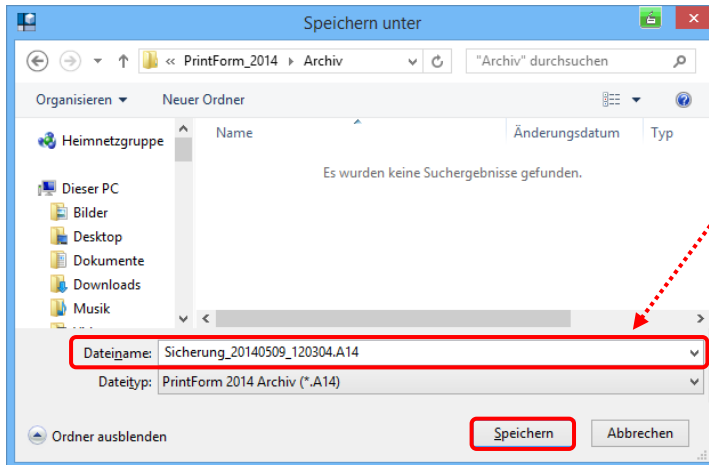 Speichern unter
« PrintForm_2014 Archiv "Archiv" durchsuchen
Organisieren Neuer Ordner
Heimnetzgruppe
Name Änderungsdatum Typ
Es wurden keine Suchergebnisse gefunden.
Dieser PC
Bilder
Desktop
Dokumente
Downloads
Musik
Dateiname: Sicherung_20140509_120304.A14
Dateityp: PrintForm 2014 Archiv (*.A14)
Ordner ausblenden Speichern Abbrechen